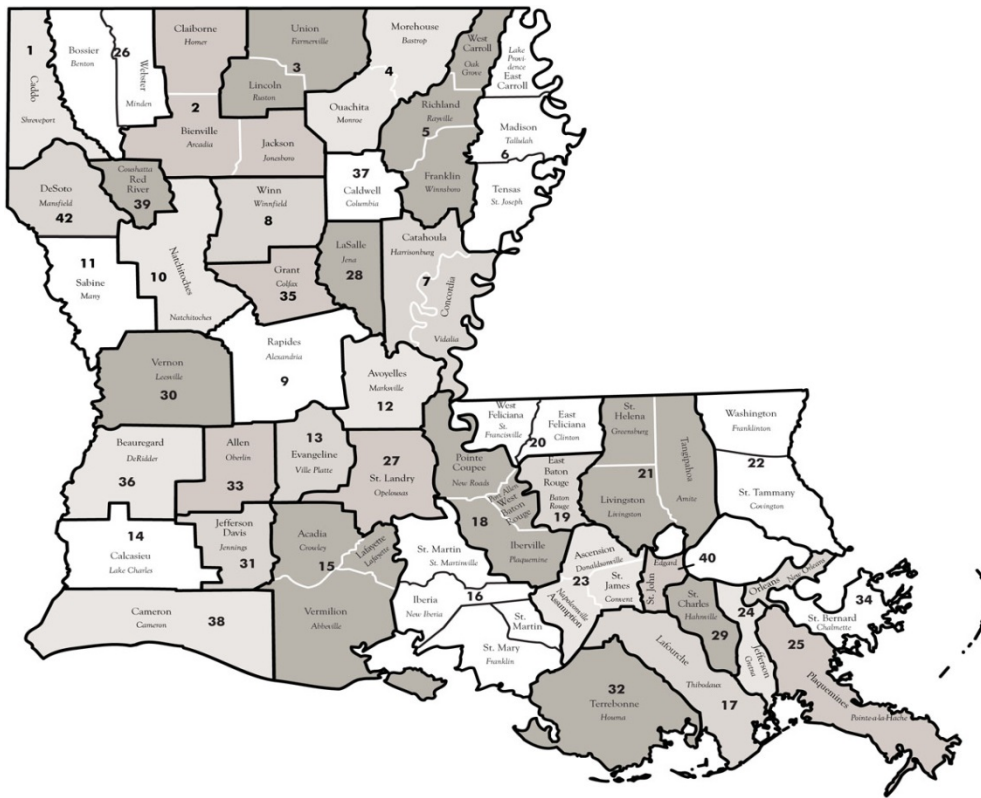 1
Caddo
Shreveport
Bossier
Benton
26
Webster
Minden
Claiborne
Homer
2
Bienville
Arcadia
Jackson
Jonesboro
Union
Farmerville
3
Lincoln
Ruston
Morehouse
Bastrop
4
Ouachita
Monroe
West
Carroll
Oak
Grove
Richland
Rayville
5
Franklin
Winnsboro
Lake
Provi-
dence
East
Carroll
Madison
Tallulah
6
Tensas
St. Joseph
DeSoto
Mansfield
42
Coushatta
Red
River
39
Winn
Winnfield
8
37
Caldwell
Columbia
11
Sabine
Many
10
Natchitoches
Natchitoches
Grant
Colfax
35
LaSalle
Jena
28
Catahoula
Harrisonburg
7
Concordia
Vidalia
Vernon
Leesville
30
Rapides
Alexandria
9
Avoyelles
Marksville
12
Beauregard
DeRidder
36
Allen
Oberlin
33
13
Evangeline
Ville Platte
27
St. Landry
Opelousas
Pointe
Coupee
New Roads
West
Feliciana
St.
Francisville
East
Feliciana
Clinton
20
St.
Helena
Greensburg
Tangipahoa
Amite
21
Livingston
Livingston
Washington
Franklinton
22
St. Tammany
Covington
14
Calcasieu
Lake Charles
Jefferson
Davis
Jennings
31
Acadia
Crowley
15
Lafayette
Lafayette
Vermilion
Abbeville
Cameron
Cameron
38
St. Martin
St. Martinville
Iberia
New Iberia
16
St.
Martin
St. Mary
Franklin
Port Allen
West
Baton
Rouge
18
Iberville
Plaquemine
East
Baton
Rouge
Baton
Rouge
19
Ascension
Donaldsonville
23
St.
James
Convent
Napoleonville
Assumption
Edgard
St. John
40
St.
Charles
Hahnville
29
Orleans
New Orleans
24
Jefferson
Gretna
34
St. Bernard
Chalmette
25
Plaquemines
Pointe-a-la-Hache
Lafourche
Thibodaux
17
32
Terrebonne
Houma